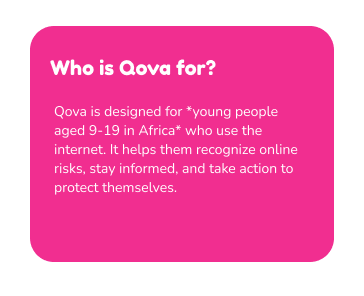 Who is Qova for?
Qova is designed for *young people
aged 9-19 in Africa* who use the
internet. It helps them recognize online
risks, stay informed, and take action to
protect themselves.